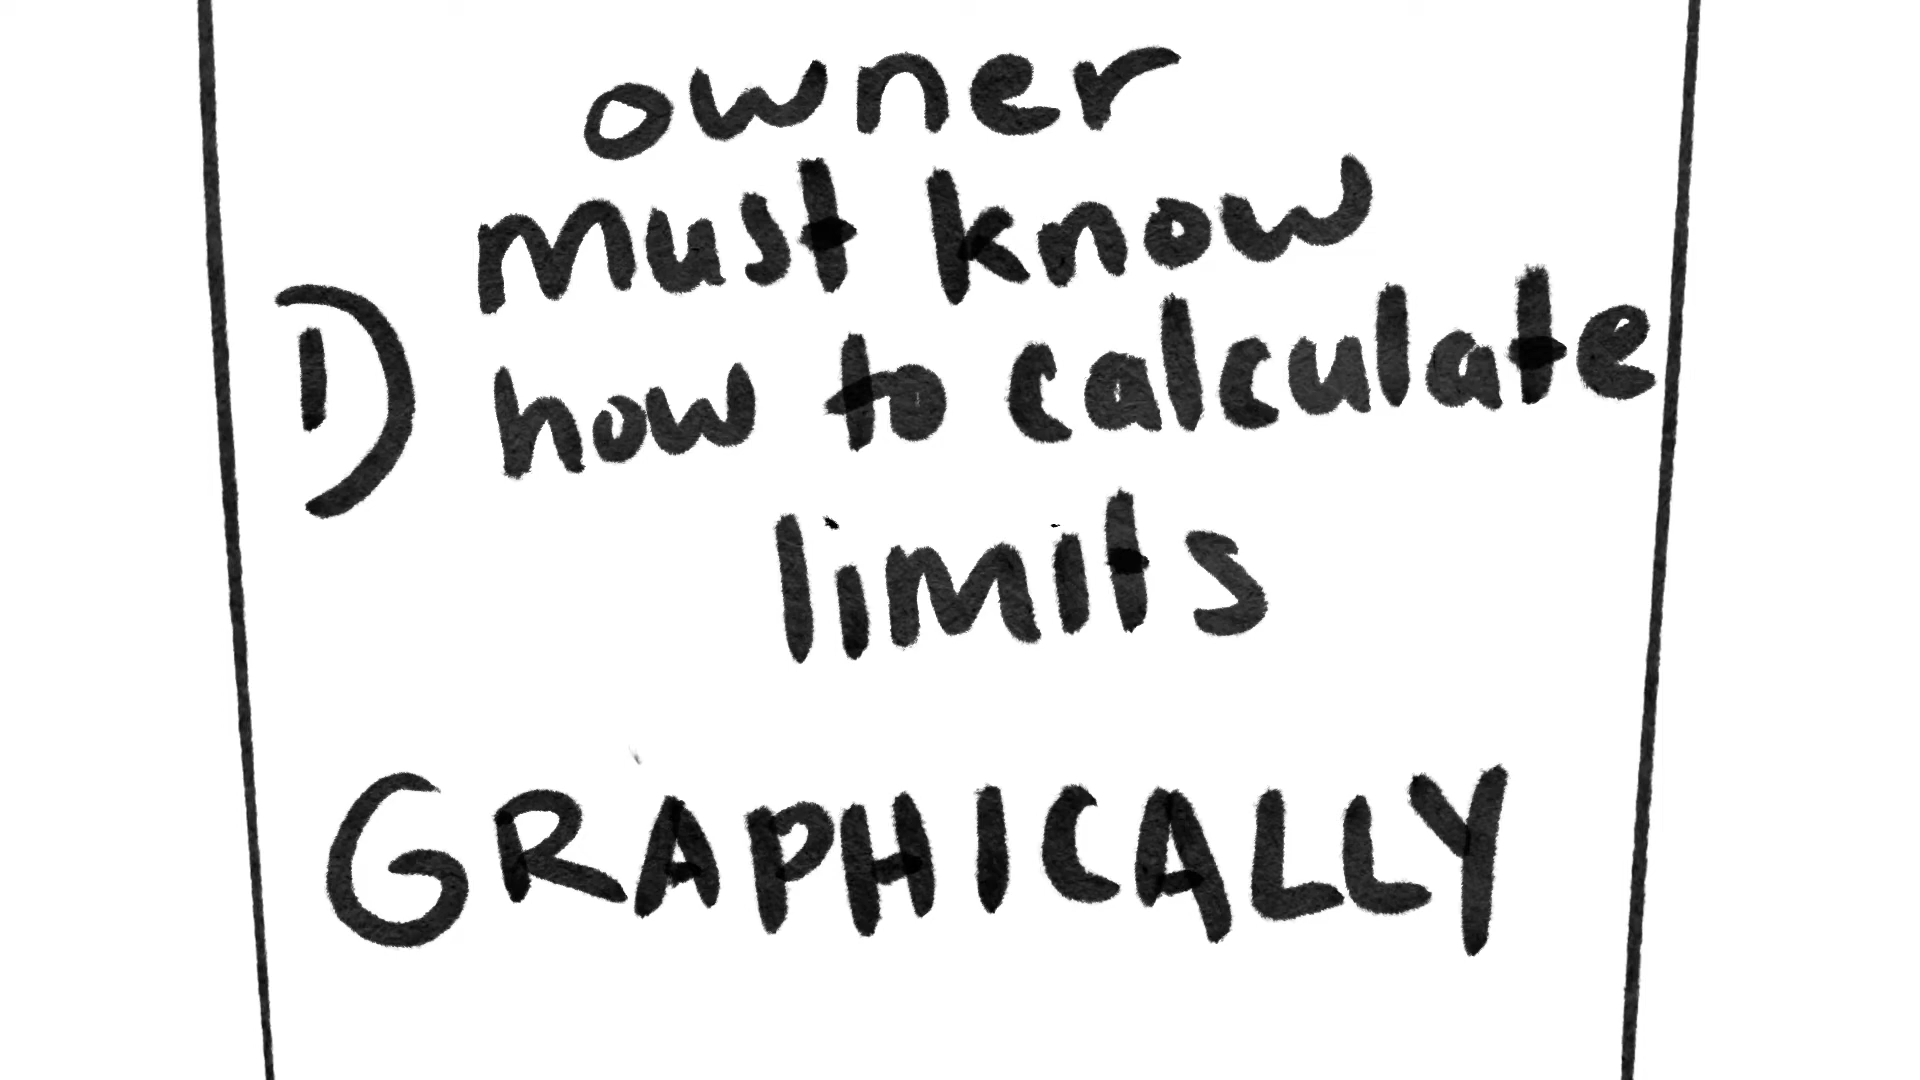 owner
must know
1) how to calculate
limits
GRAPHICALLY